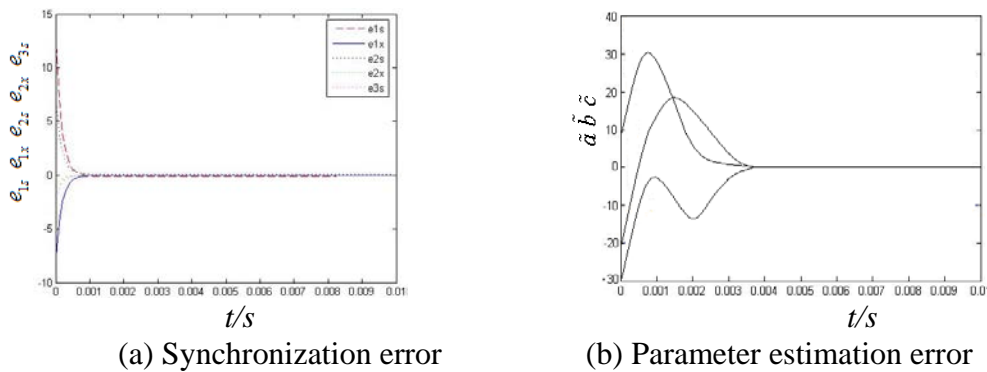 15
10
5
0
-5
-10
e1s e1x e2s e2x e3s
e1s
e1x
e2s
e2x
e3s
0 0.001 0.002 0.003 0.004 0.005 0.006 0.007 0.008 0.009 0.01
t/s
(a) Synchronization error
40
30
20
10
0
-10
-20
-30
ã b̃ c̃
0 0.001 0.002 0.003 0.004 0.005 0.006 0.007 0.008 0.009 0.01
t/s
(b) Parameter estimation error